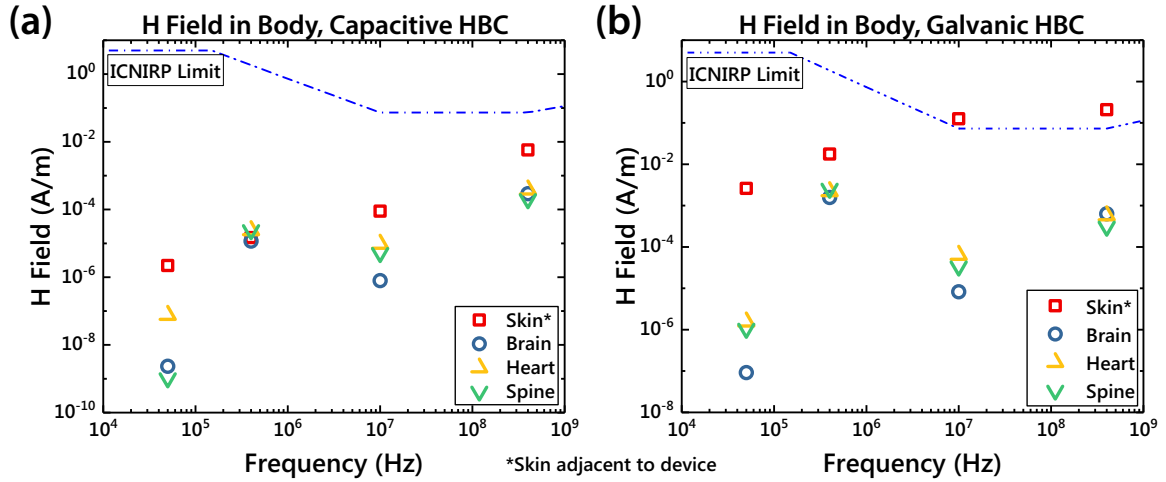 (a)
H Field in Body, Capacitive HBC
ICNIRP Limit
H Field (A/m)
10^0
10^-2
10^-4
10^-6
10^-8
10^-10
10^4
10^5
10^6
10^7
10^8
10^9
Frequency (Hz)
Skin*
Brain
Heart
Spine
(b)
H Field in Body, Galvanic HBC
ICNIRP Limit
H Field (A/m)
10^0
10^-2
10^-4
10^-6
10^-8
10^4
10^5
10^6
10^7
10^8
10^9
Frequency (Hz)
Skin*
Brain
Heart
Spine
*Skin adjacent to device